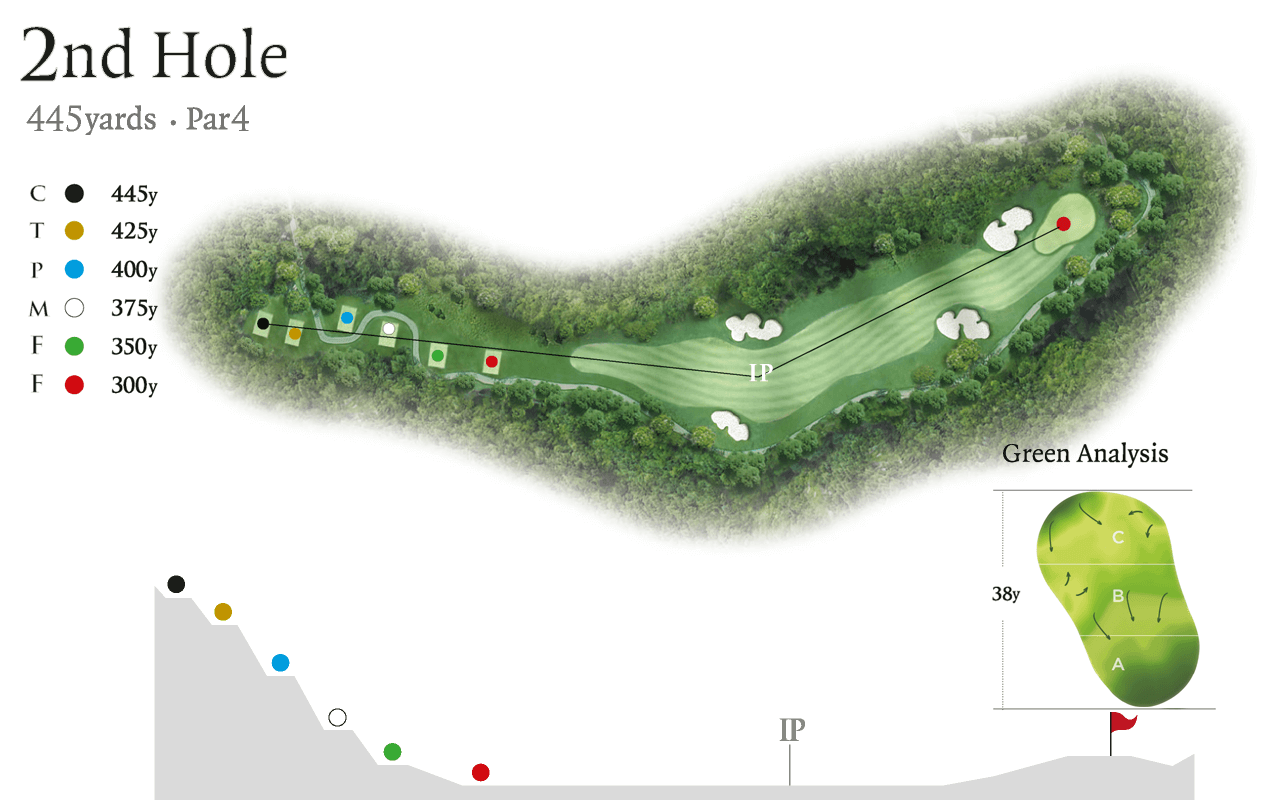 2nd Hole
445yards · Par4
C 445y
T 425y
P 400y
M 375y
F 350y
F 300y
IP
Green Analysis
C
38y
B
A
IP